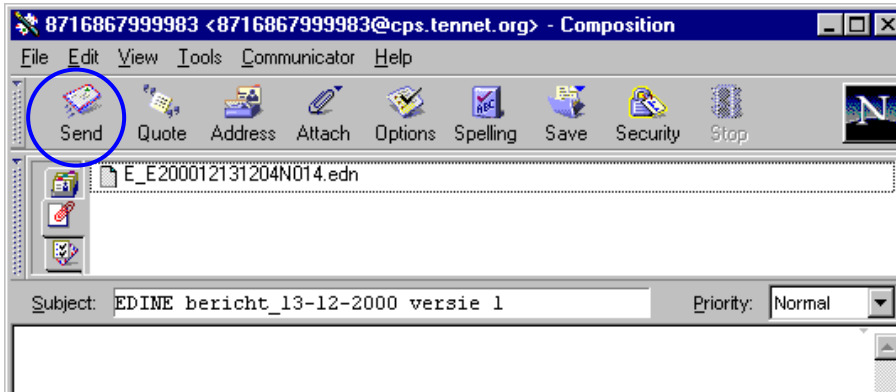 8716867999983 <8716867999983@cps.tennet.org> - Composition
File Edit View Tools Communicator Help
Send Quote Address Attach Options Spelling Save Security Stop
N
E_E200012131204N014.edn
Subject: EDINE bericht_13-12-2000 versie 1 Priority: Normal